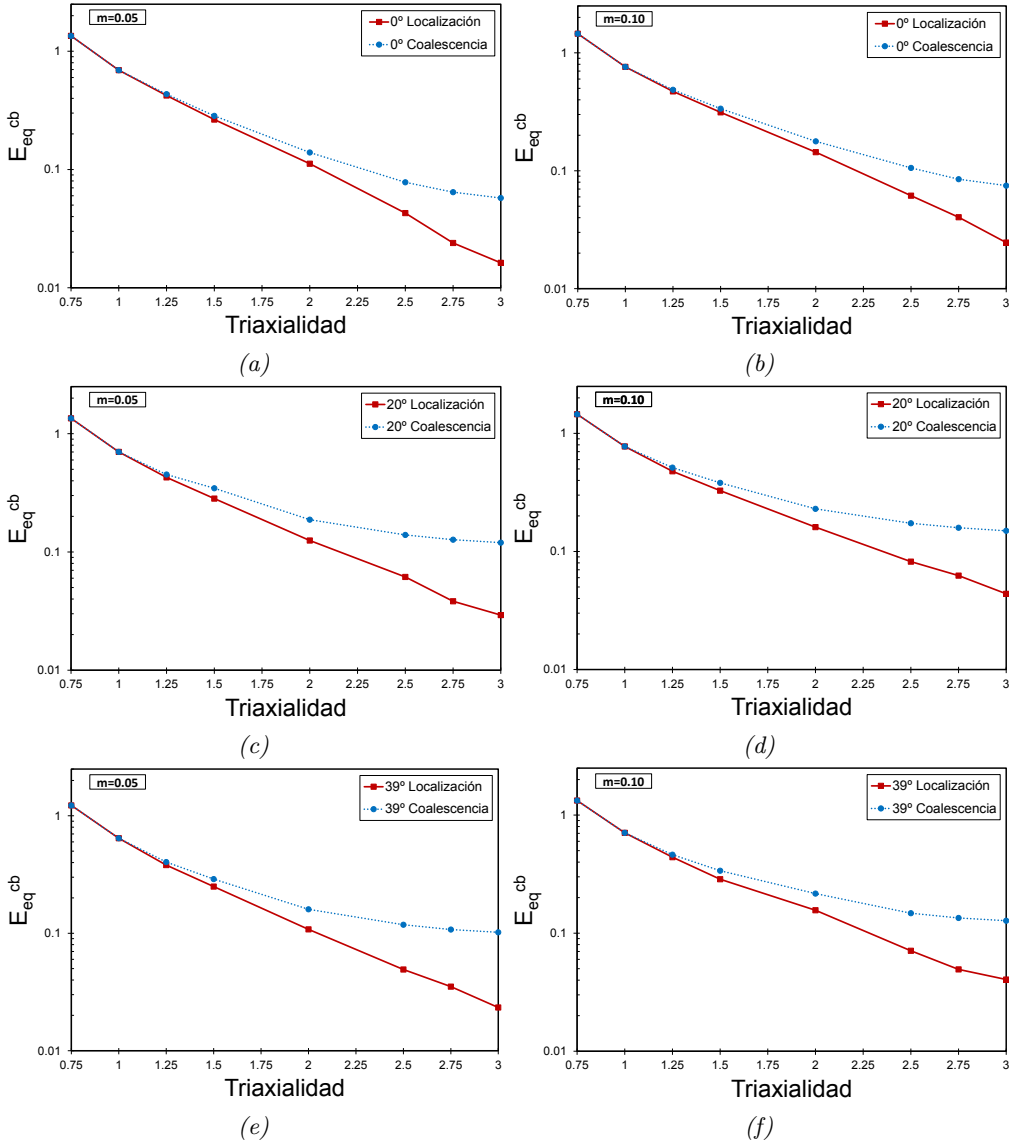 m=0.05
0º Localización
0º Coalescencia
E_eq^cb
1
0.1
0.01
0.75 1 1.25 1.5 1.75 2 2.25 2.5 2.75 3
Triaxialidad
(a)
m=0.10
0º Localización
0º Coalescencia
E_eq^cb
1
0.1
0.01
0.75 1 1.25 1.5 1.75 2 2.25 2.5 2.75 3
Triaxialidad
(b)
m=0.05
20º Localización
20º Coalescencia
E_eq^cb
1
0.1
0.01
0.75 1 1.25 1.5 1.75 2 2.25 2.5 2.75 3
Triaxialidad
(c)
m=0.10
20º Localización
20º Coalescencia
E_eq^cb
1
0.1
0.01
0.75 1 1.25 1.5 1.75 2 2.25 2.5 2.75 3
Triaxialidad
(d)
m=0.05
39º Localización
39º Coalescencia
E_eq^cb
1
0.1
0.01
0.75 1 1.25 1.5 1.75 2 2.25 2.5 2.75 3
Triaxialidad
(e)
m=0.10
39º Localización
39º Coalescencia
E_eq^cb
1
0.1
0.01
0.75 1 1.25 1.5 1.75 2 2.25 2.5 2.75 3
Triaxialidad
(f)